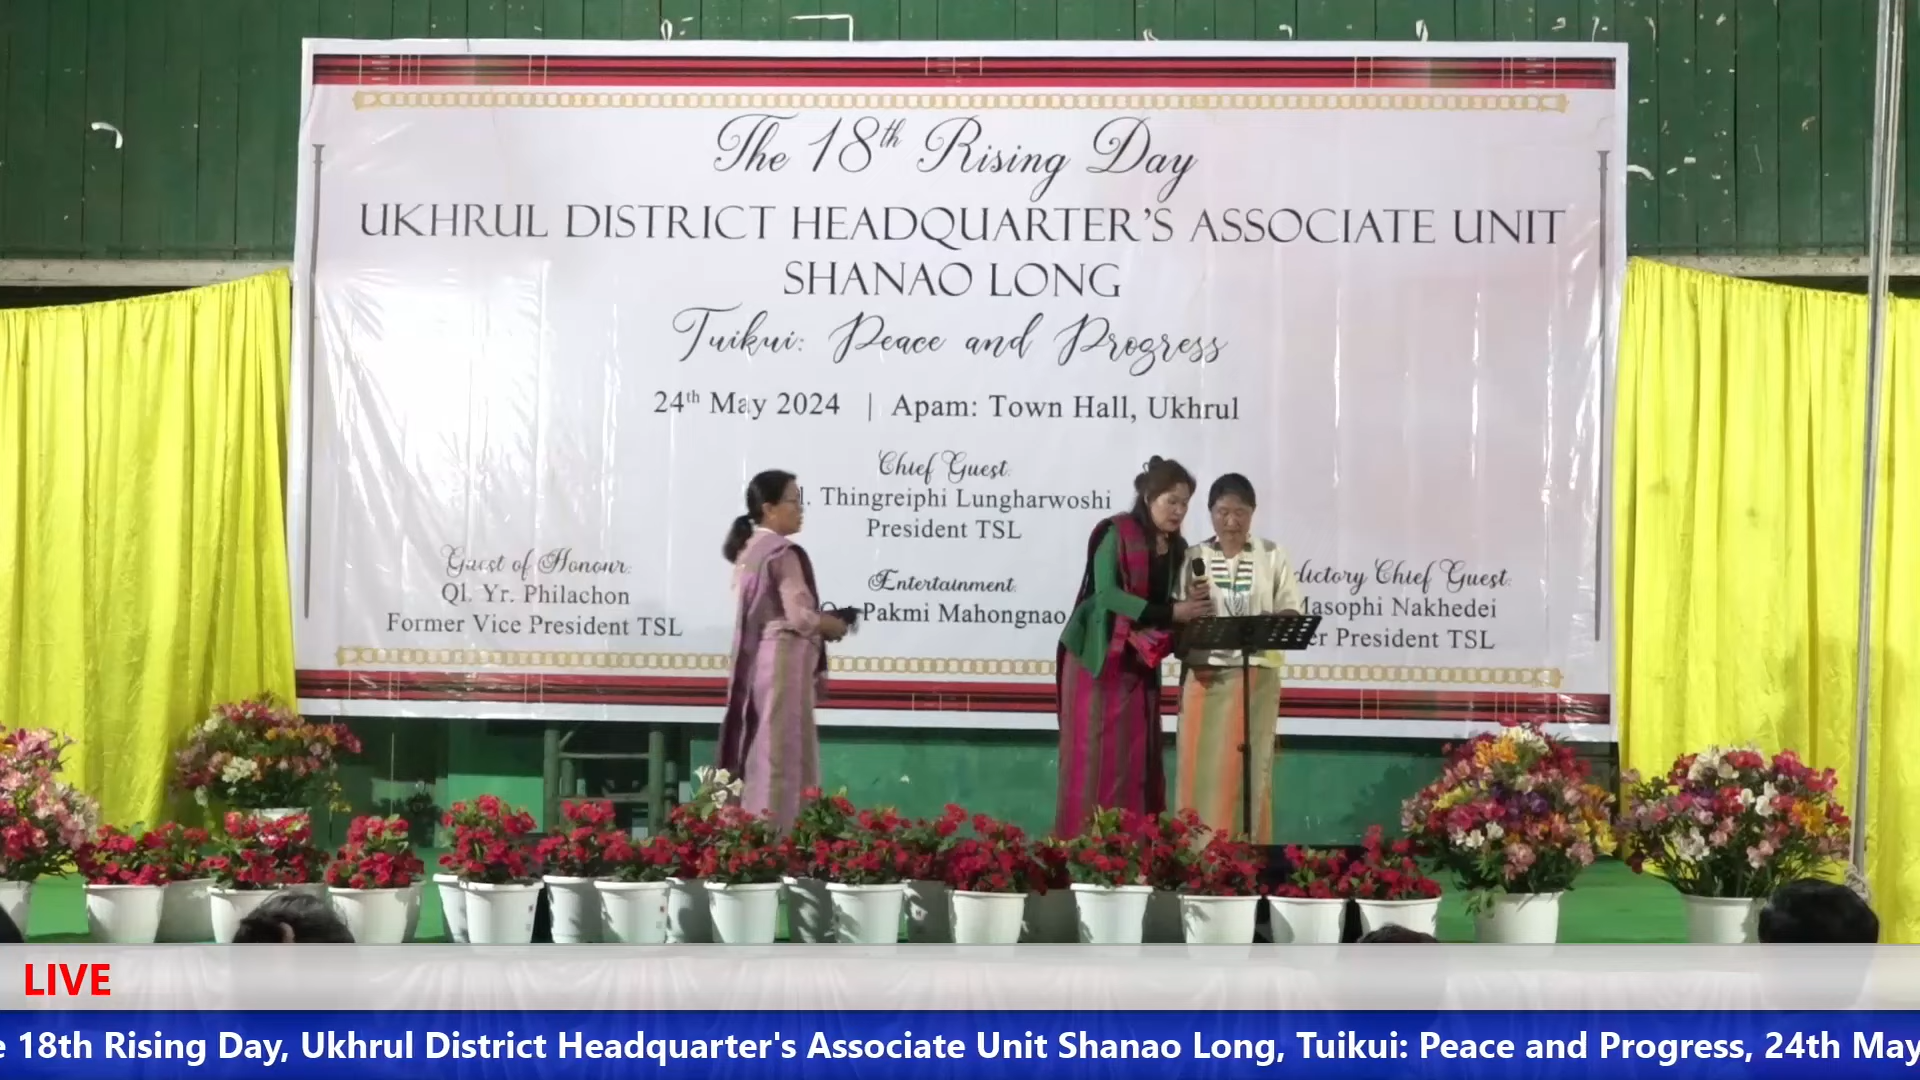 The 18th Rising Day
UKHRUL DISTRICT HEADQUARTER'S ASSOCIATE UNIT
SHANAO LONG
Tuikui: Peace and Progress
24th May 2024 | Apam: Town Hall, Ukhrul
Chief Guest:
Thingreiphi Lungharwoshi
President TSL
Guest of Honour:
Ql. Yr. Philachon
Former Vice President TSL
Entertainment:
Pakmi Mahongnao
dictory Chief Guest:
Masophi Nakhedei
er President TSL
LIVE
e 18th Rising Day, Ukhrul District Headquarter's Associate Unit Shanao Long, Tuikui: Peace and Progress, 24th May